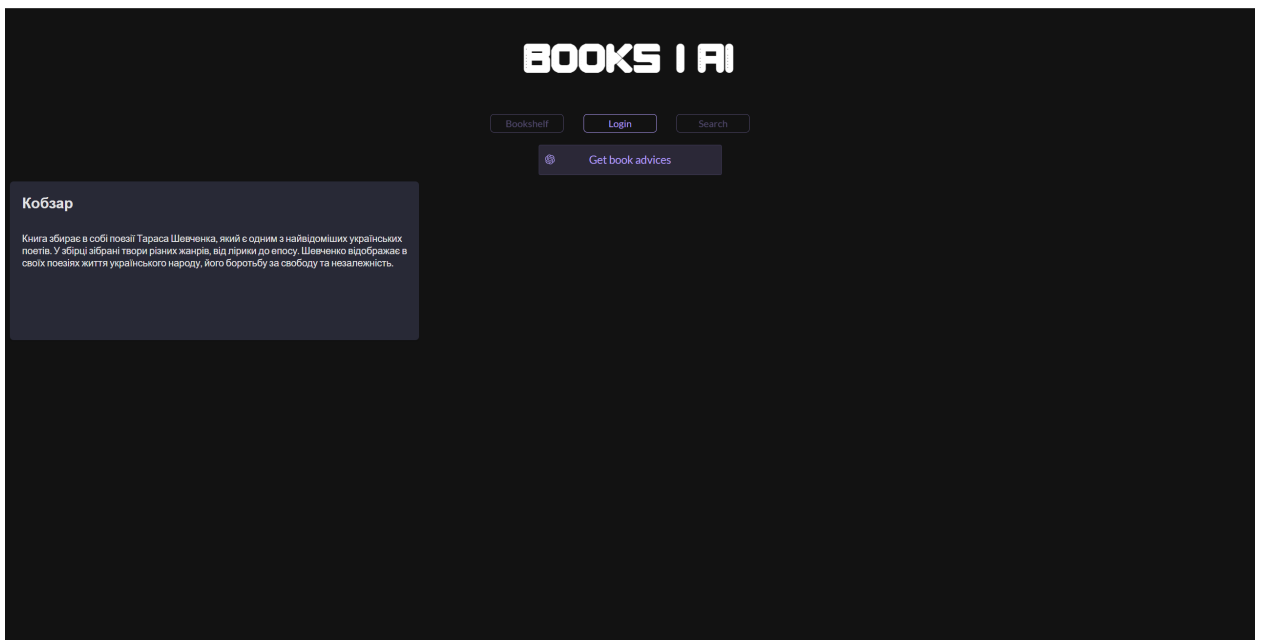 BOOKS | AI
Bookshelf Login Search
Get book advices
Кобзар
Книга збирає в собі поезії Тараса Шевченка, який є одним з найвідоміших українських
поетів. У збірці зібрані твори різних жанрів, від лірики до епосу. Шевченко відображає в
своїх поезіях життя українського народу, його боротьбу за свободу та незалежність.